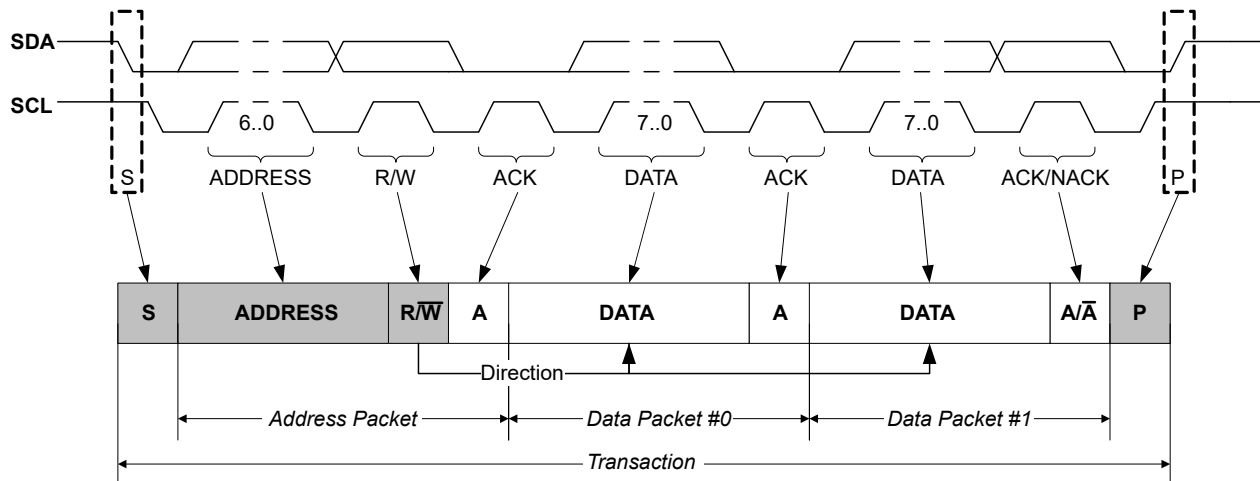 SDA
SCL
6..0 7..0 7..0
S ADDRESS R/W ACK DATA ACK DATA ACK/NACK P
S ADDRESS R/W̅ A DATA A DATA A/A̅ P
Direction
Address Packet Data Packet #0 Data Packet #1
Transaction